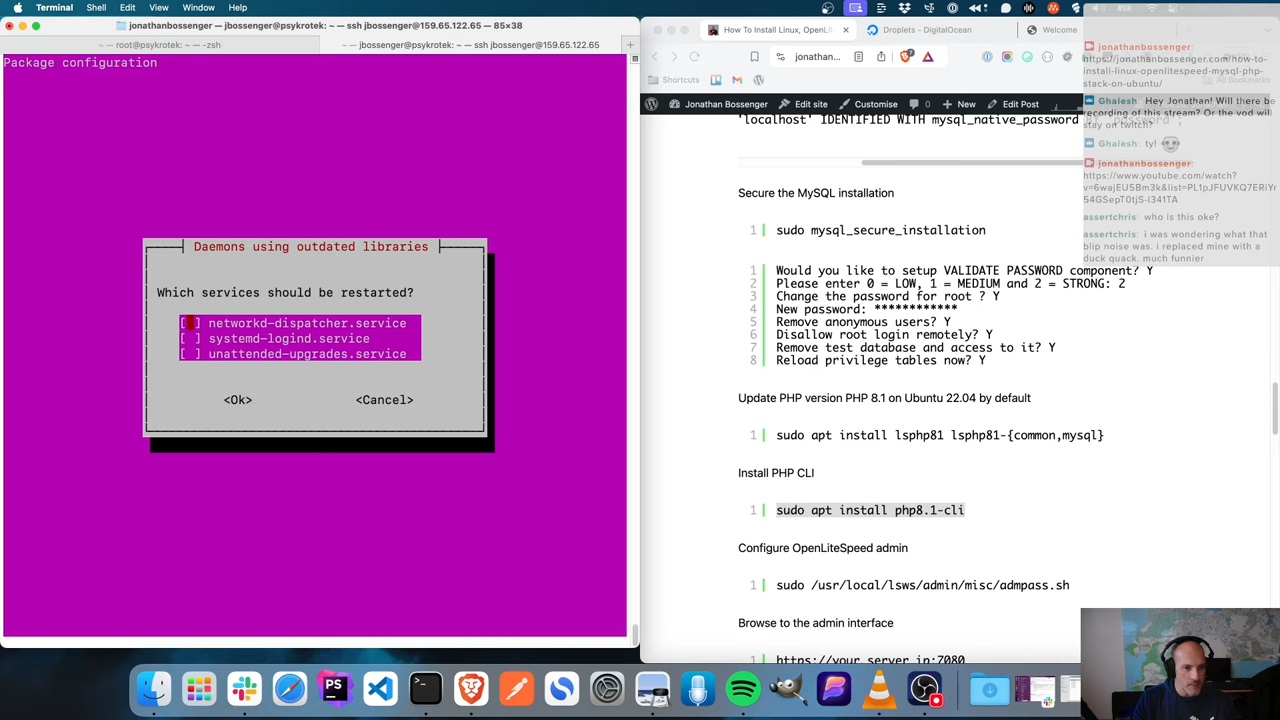 Terminal Shell Edit View Window Help
jonathanbossenger — jbossenger@psykrotek: ~ — ssh jbossenger@159.65.122.65 — 85×38
~ — root@psykrotek: ~ — -zsh
~ — jbossenger@psykrotek: ~ — ssh jbossenger@159.65.122.65
Package configuration
Daemons using outdated libraries
Which services should be restarted?
[ ] networkd-dispatcher.service
[ ] systemd-logind.service
[ ] unattended-upgrades.service
<Ok> <Cancel>
How To Install Linux, OpenLit
Droplets - DigitalOcean
Welcome
jonathan...
Shortcuts
All Bookmarks
Jonathan Bossenger Edit site Customise 0 New Edit Post
'localhost' IDENTIFIED WITH mysql_native_password
Secure the MySQL installation
1 sudo mysql_secure_installation
1 Would you like to setup VALIDATE PASSWORD component? Y
2 Please enter 0 = LOW, 1 = MEDIUM and 2 = STRONG: 2
3 Change the password for root ? Y
4 New password: ************
5 Remove anonymous users? Y
6 Disallow root login remotely? Y
7 Remove test database and access to it? Y
8 Reload privilege tables now? Y
Update PHP version PHP 8.1 on Ubuntu 22.04 by default
1 sudo apt install lsphp81 lsphp81-{common,mysql}
Install PHP CLI
1 sudo apt install php8.1-cli
Configure OpenLiteSpeed admin
1 sudo /usr/local/lsws/admin/misc/admpass.sh
Browse to the admin interface
1 https://your_server_ip:7080
jonathanbossenger:
https://jonathanbossenger.com/how-to-
install-linux-openlitespeed-mysql-php-
stack-on-ubuntu/
Ghalesh: Hey Jonathan! Will there be
recording of this stream? Or the vod will
stay on twitch?
Ghalesh: ty!
jonathanbossenger:
https://www.youtube.com/watch?
v=6wajEU5Bm3k&list=PL1pJFUVKQ7ERiYr
54GSepT0tjS-l341TA
assertchris: who is this oke?
assertchris: i was wondering what that
blip noise was. i replaced mine with a
duck quack. much funnier